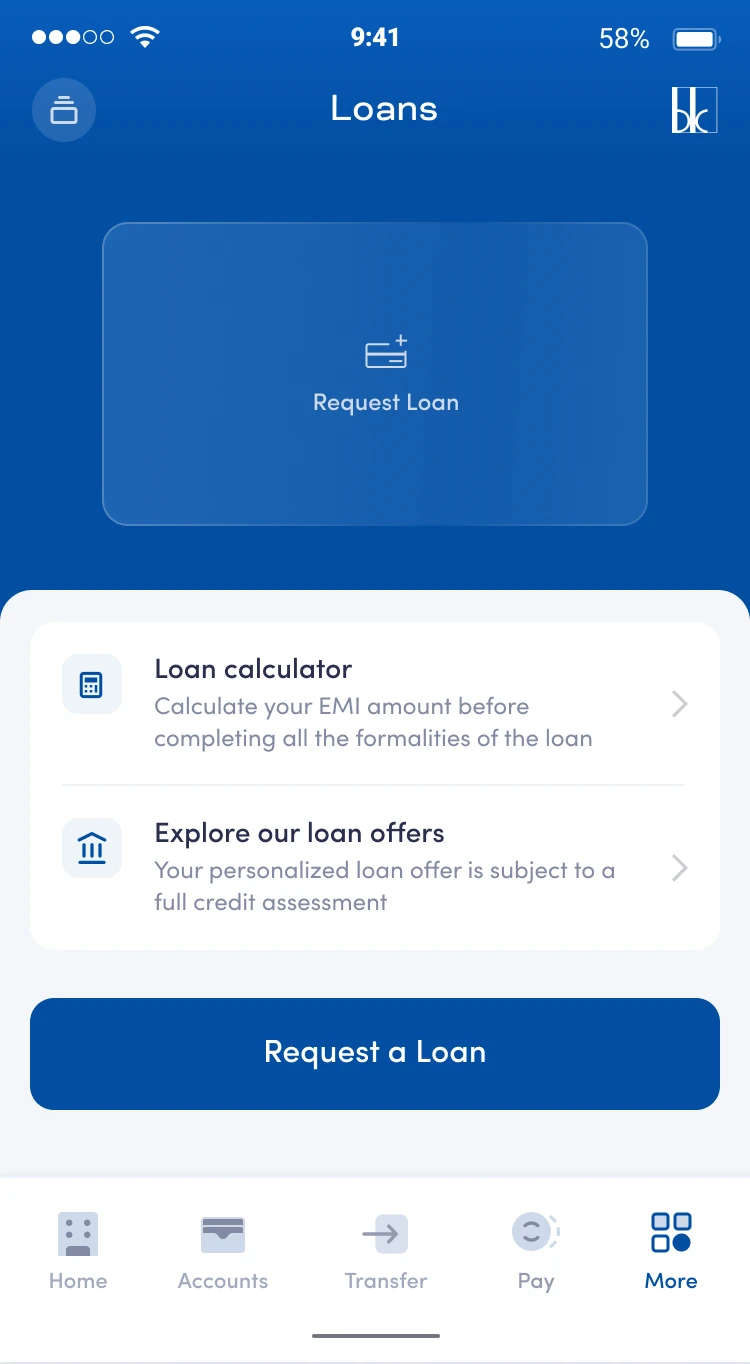 9:41
58%
Loans
bk
Request Loan
Loan calculator
Calculate your EMI amount before
completing all the formalities of the loan
Explore our loan offers
Your personalized loan offer is subject to a
full credit assessment
Request a Loan
Home
Accounts
Transfer
Pay
More